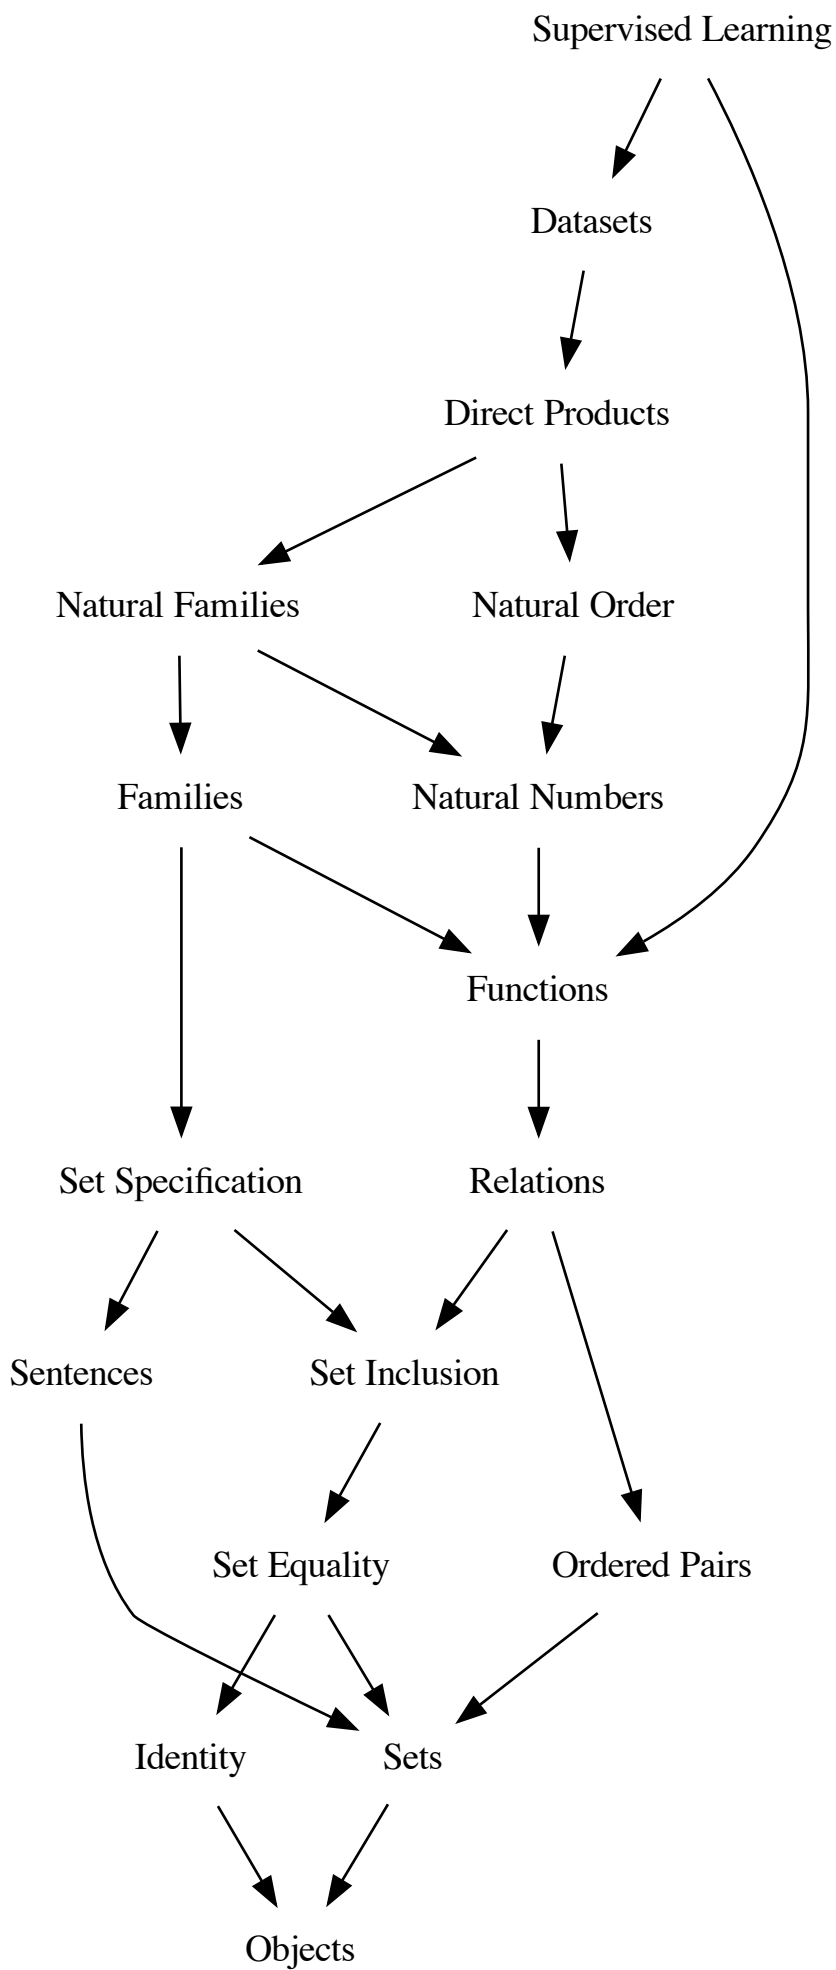 Supervised Learning
Datasets
Direct Products
Natural Families
Natural Order
Families
Natural Numbers
Functions
Set Specification
Relations
Sentences
Set Inclusion
Set Equality
Ordered Pairs
Identity
Sets
Objects